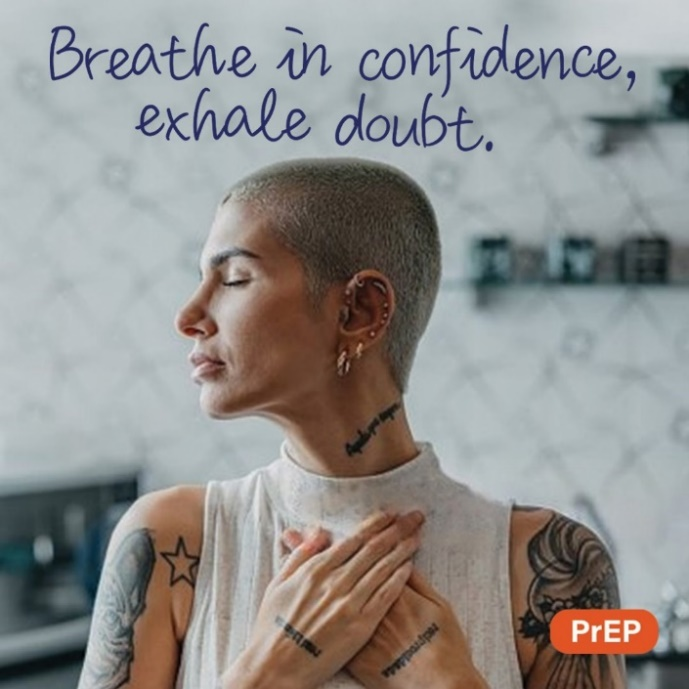 Breathe in confidence,
exhale doubt.
PrEP